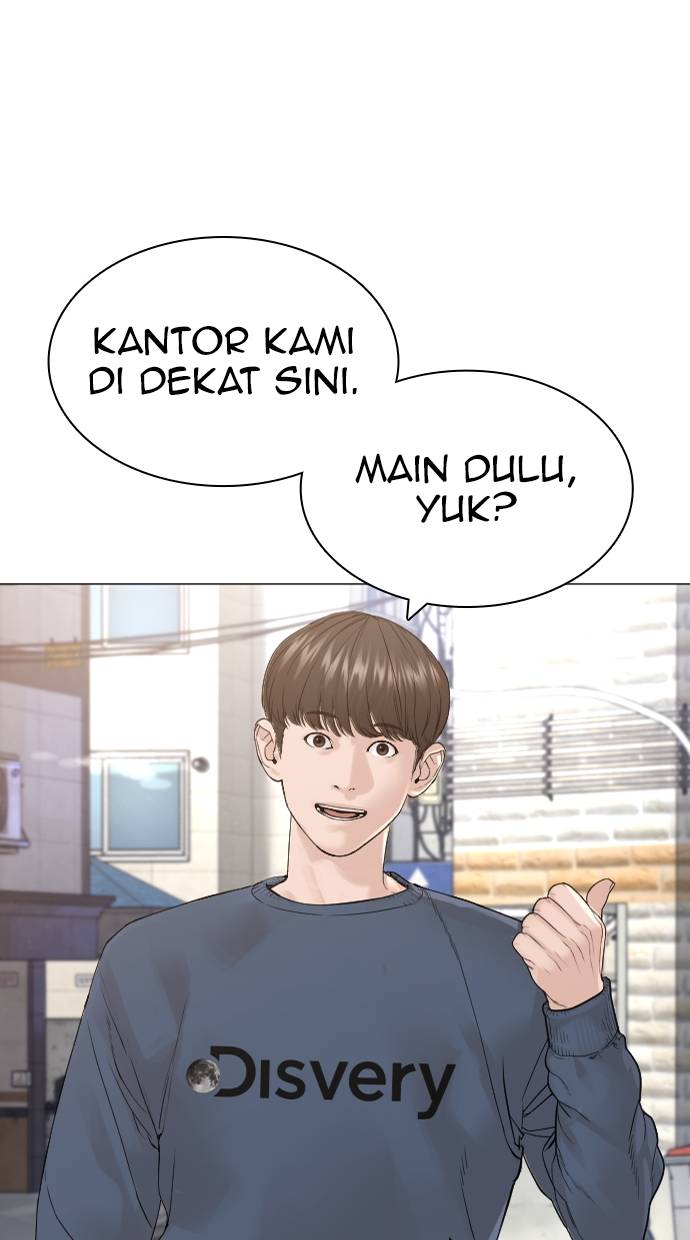 KANTOR KAMI
DI DEKAT SINI.
MAIN DULU,
YUK?
Disvery